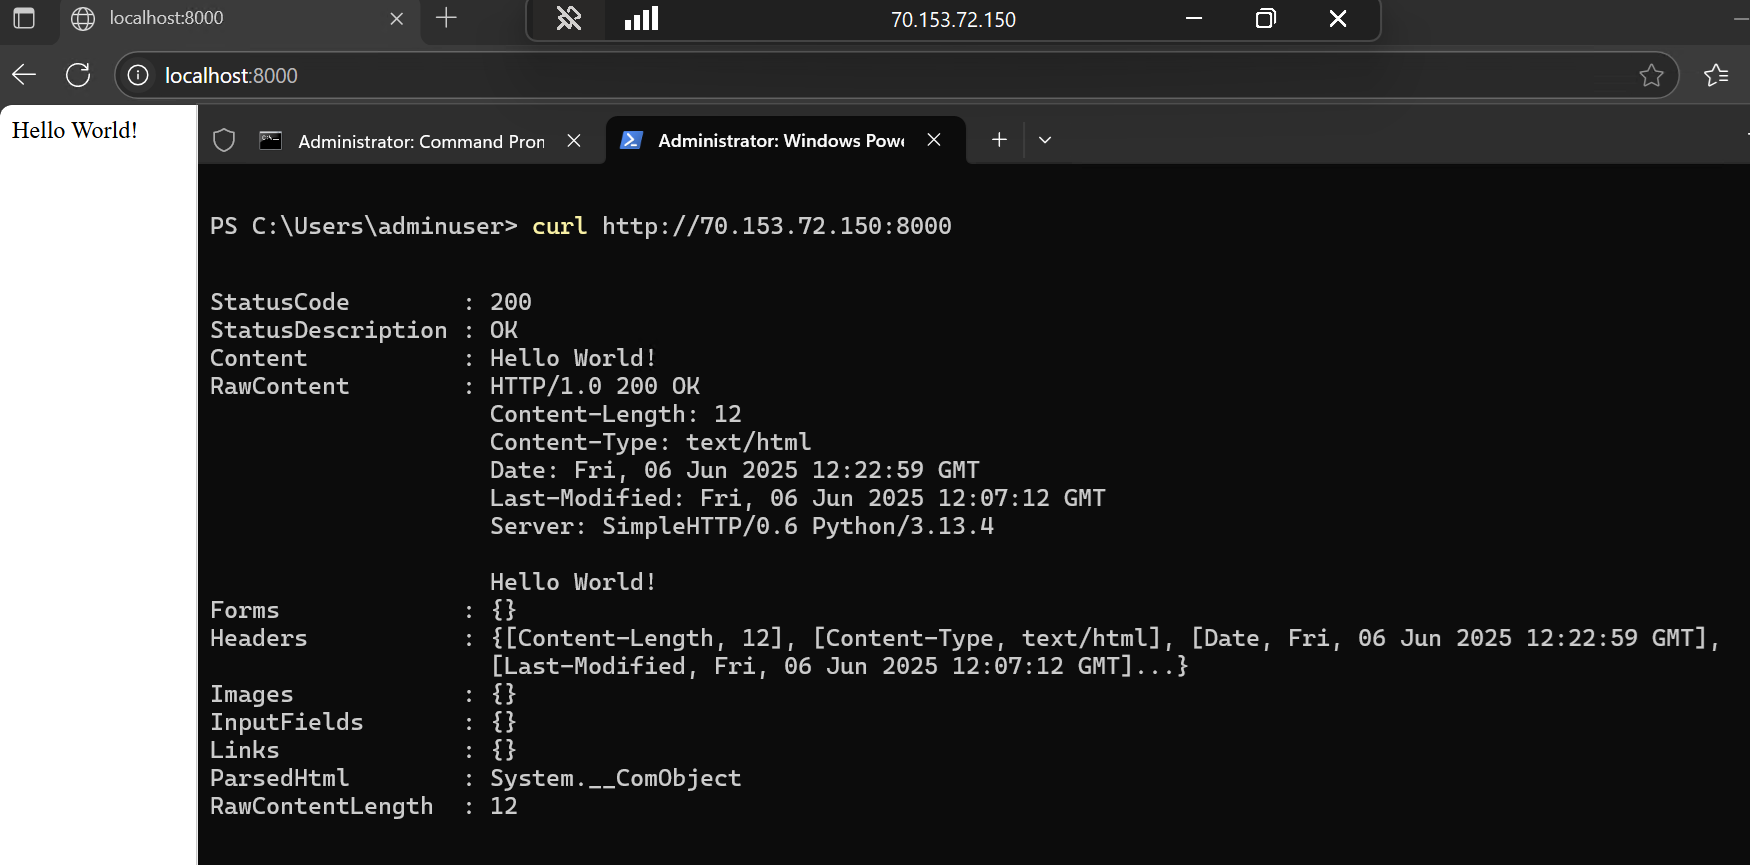 localhost:8000
70.153.72.150
localhost:8000
Hello World!
Administrator: Command Pron
Administrator: Windows Powe
PS C:\Users\adminuser> curl http://70.153.72.150:8000
StatusCode        : 200
StatusDescription : OK
Content           : Hello World!
RawContent        : HTTP/1.0 200 OK
Content-Length: 12
Content-Type: text/html
Date: Fri, 06 Jun 2025 12:22:59 GMT
Last-Modified: Fri, 06 Jun 2025 12:07:12 GMT
Server: SimpleHTTP/0.6 Python/3.13.4
Hello World!
Forms             : {}
Headers           : {[Content-Length, 12], [Content-Type, text/html], [Date, Fri, 06 Jun 2025 12:22:59 GMT],
[Last-Modified, Fri, 06 Jun 2025 12:07:12 GMT]...}
Images            : {}
InputFields       : {}
Links             : {}
ParsedHtml        : System.__ComObject
RawContentLength  : 12